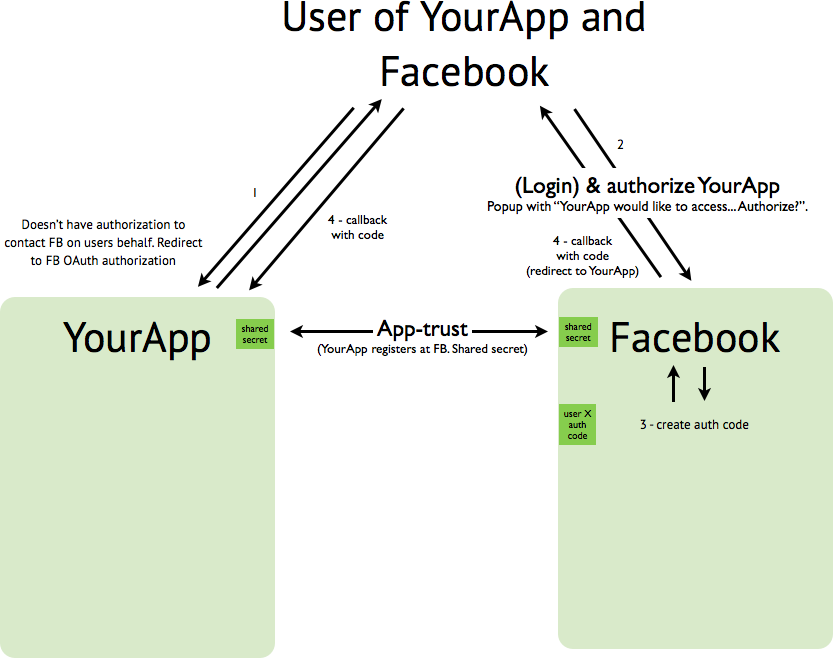 User of YourApp and
Facebook
1
2
(Login) & authorize YourApp
Popup with “YourApp would like to access... Authorize?”.
Doesn't have authorization to
contact FB on users behalf. Redirect
to FB OAuth authorization
4 - callback
with code
4 - callback
with code
(redirect to YourApp)
YourApp
shared
secret
App-trust
(YourApp registers at FB. Shared secret)
shared
secret
Facebook
user X
auth
code
3 - create auth code